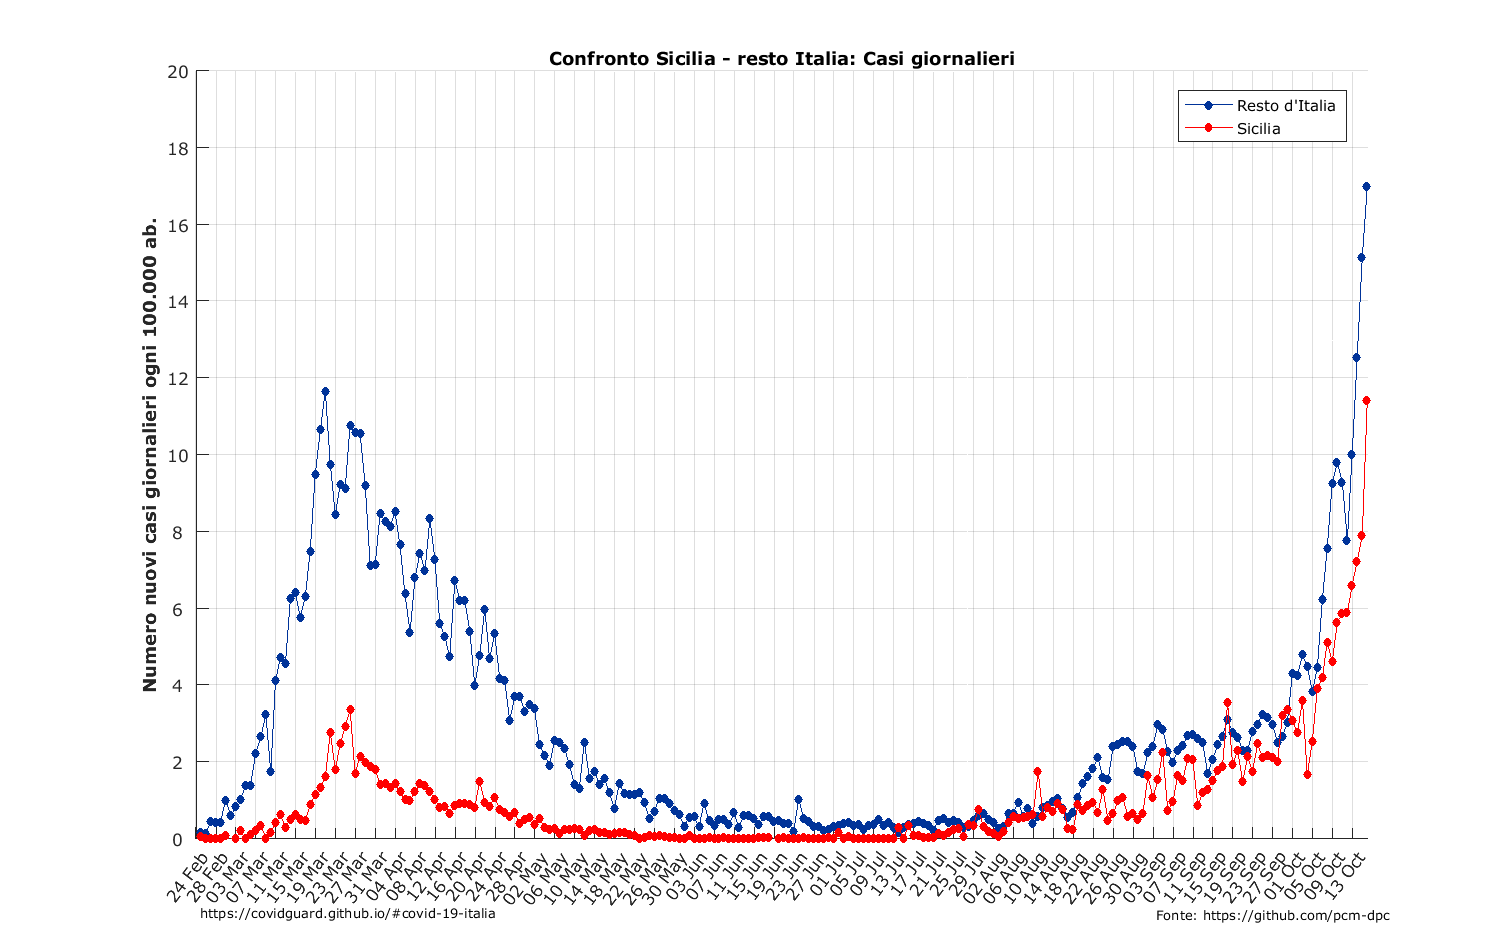 Confronto Sicilia - resto Italia: Casi giornalieri
Numero nuovi casi giornalieri ogni 100.000 ab.
20
18
16
14
12
10
8
6
4
2
0
Resto d'Italia
Sicilia
24 Feb
28 Feb
03 Mar
07 Mar
11 Mar
15 Mar
19 Mar
23 Mar
27 Mar
31 Mar
04 Apr
08 Apr
12 Apr
16 Apr
20 Apr
24 Apr
28 Apr
02 May
06 May
10 May
14 May
18 May
22 May
26 May
30 May
03 Jun
07 Jun
11 Jun
15 Jun
19 Jun
23 Jun
27 Jun
01 Jul
05 Jul
09 Jul
13 Jul
17 Jul
21 Jul
25 Jul
29 Jul
02 Aug
06 Aug
10 Aug
14 Aug
18 Aug
22 Aug
26 Aug
30 Aug
03 Sep
07 Sep
11 Sep
15 Sep
19 Sep
23 Sep
27 Sep
01 Oct
05 Oct
09 Oct
13 Oct
https://covidguard.github.io/#covid-19-italia
Fonte: https://github.com/pcm-dpc